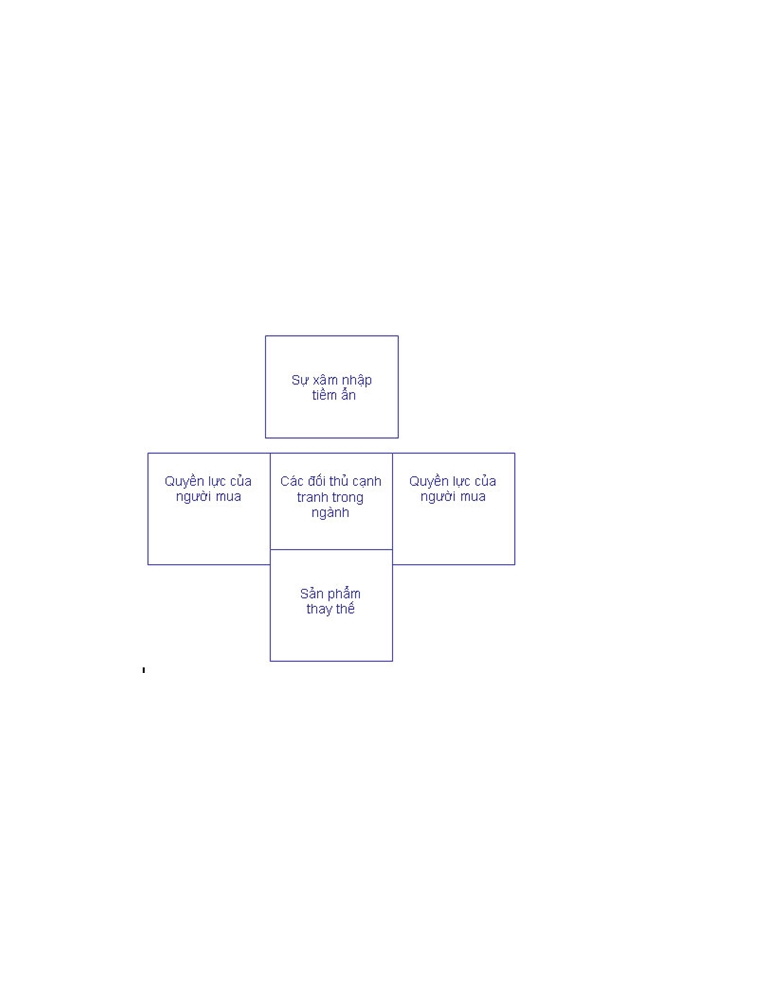 Sự xâm nhập
tiềm ẩn
Quyền lực của
người mua
Các đối thủ cạnh
tranh trong
ngành
Quyền lực của
người mua
Sản phẩm
thay thế